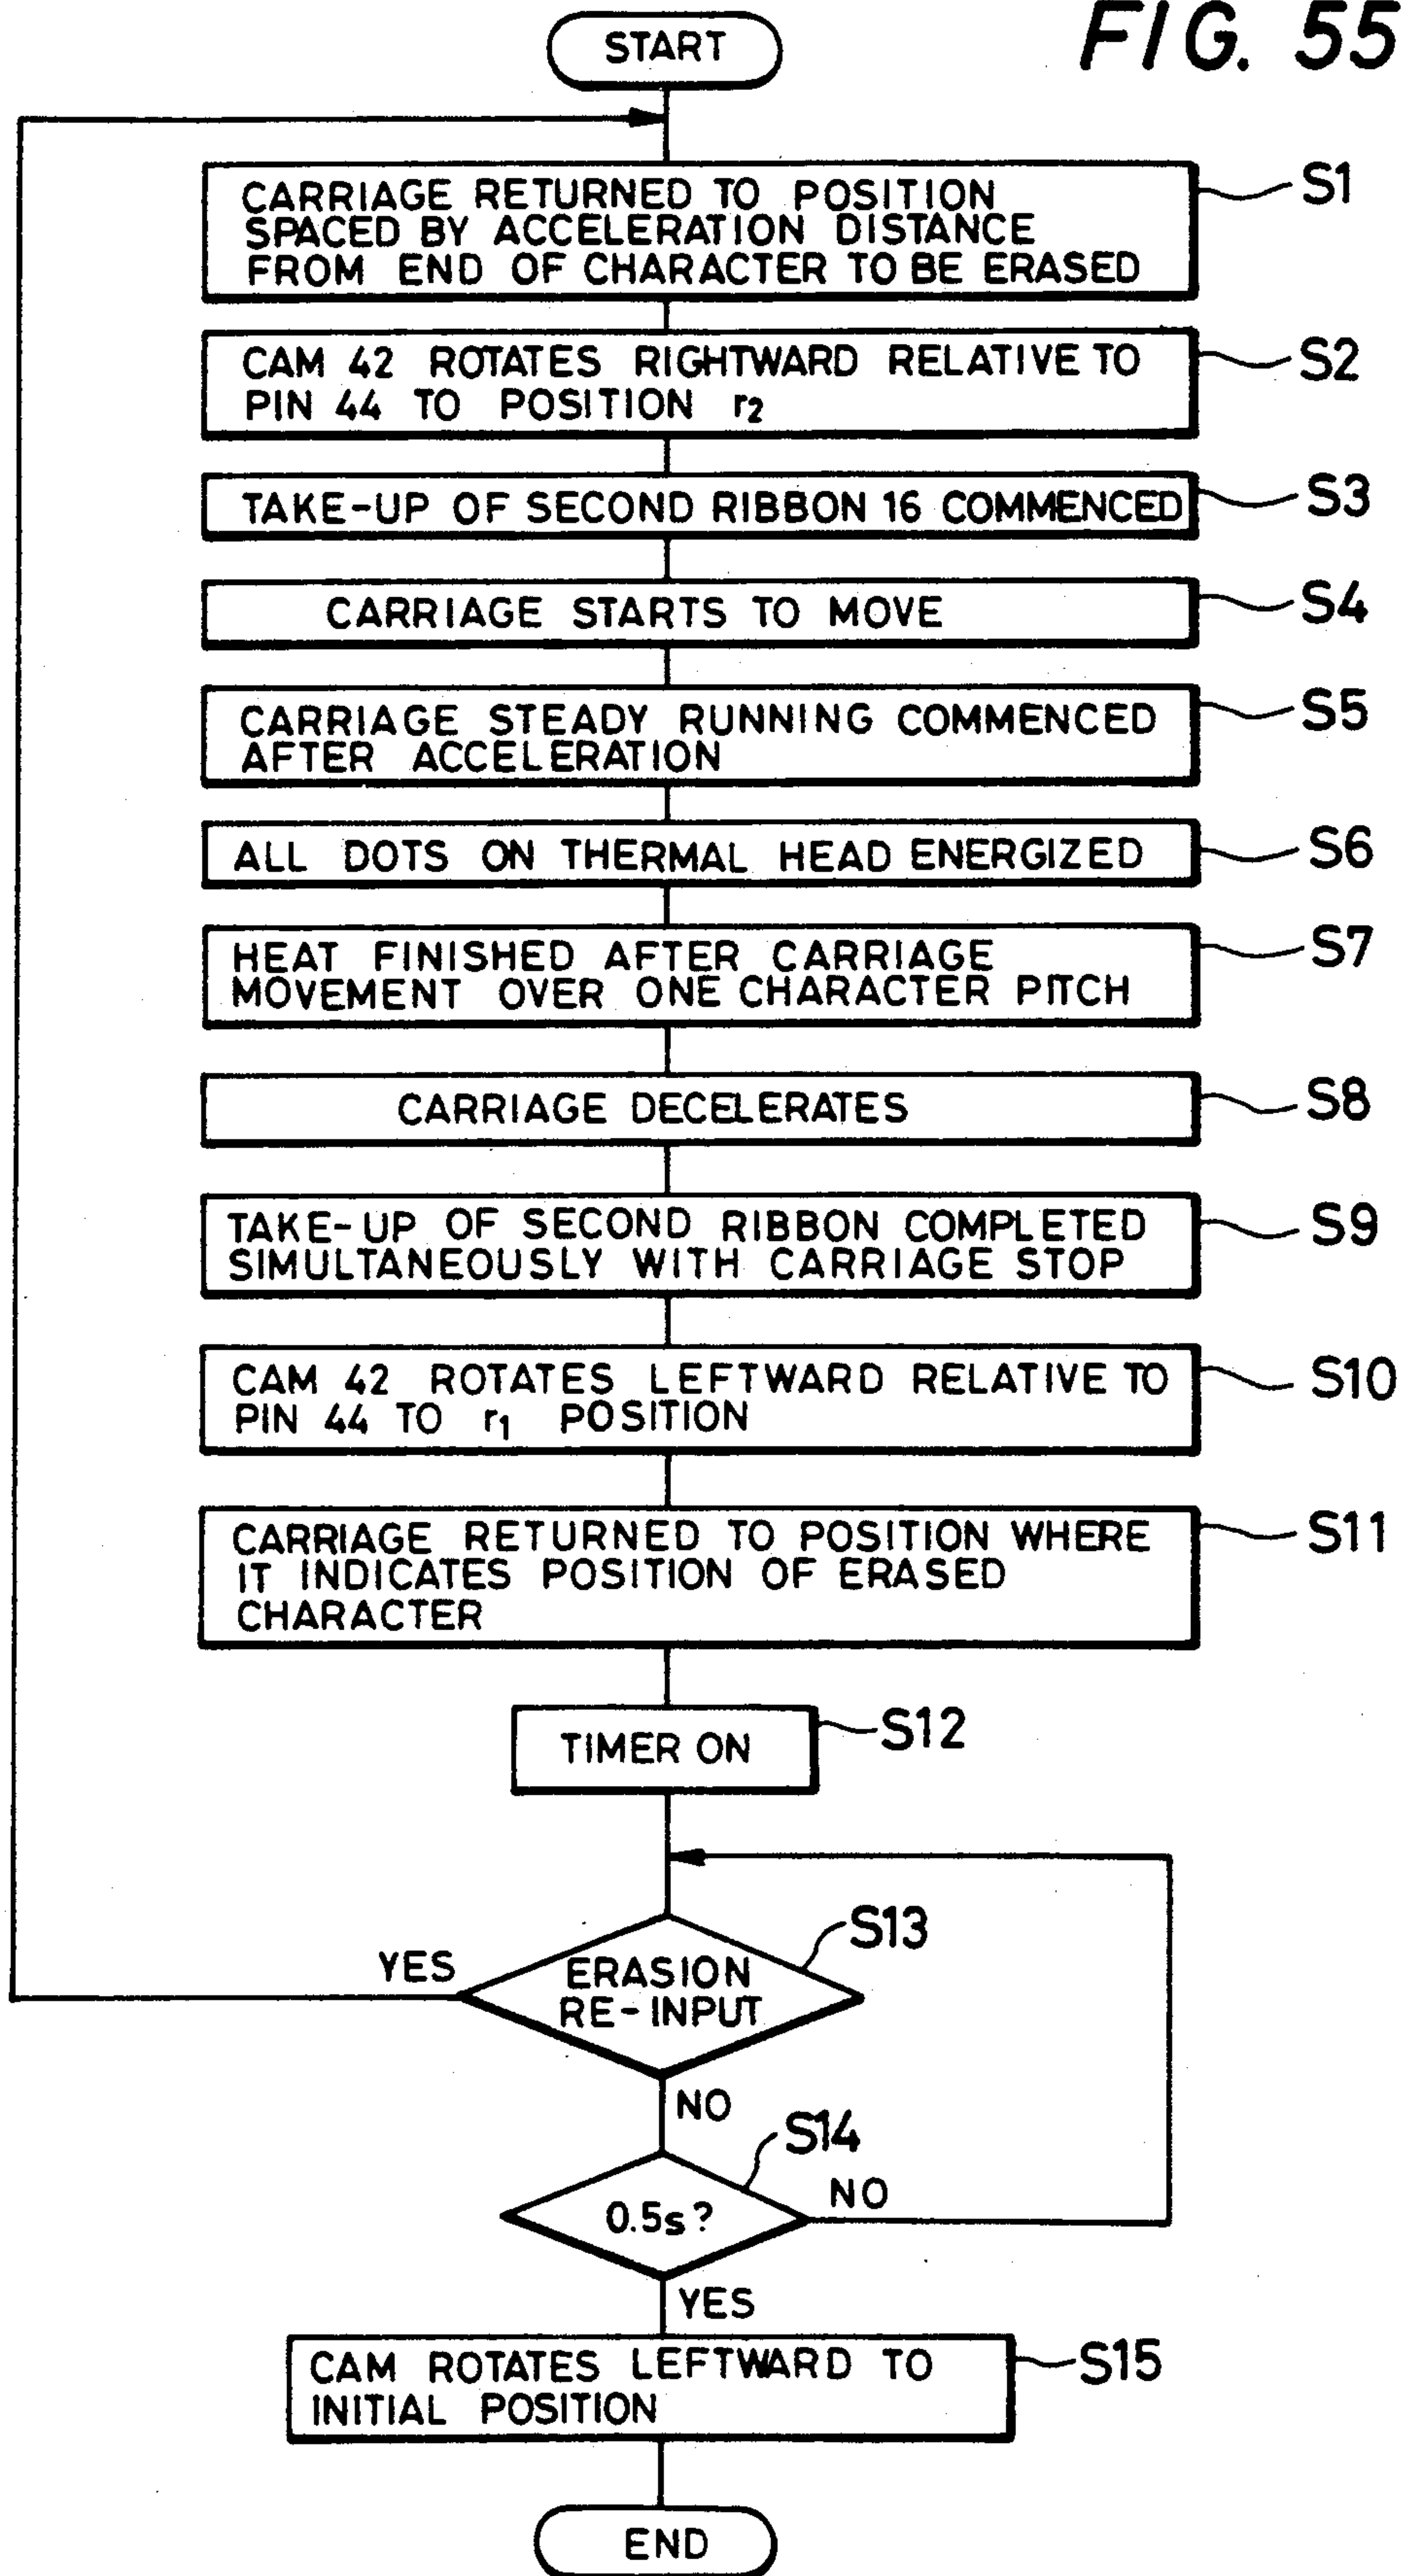 FIG. 55
START
CARRIAGE RETURNED TO POSITION
SPACED BY ACCELERATION DISTANCE
FROM END OF CHARACTER TO BE ERASED
S1
CAM 42 ROTATES RIGHTWARD RELATIVE TO
PIN 44 TO POSITION r2
S2
TAKE-UP OF SECOND RIBBON 16 COMMENCED
S3
CARRIAGE STARTS TO MOVE
S4
CARRIAGE STEADY RUNNING COMMENCED
AFTER ACCELERATION
S5
ALL DOTS ON THERMAL HEAD ENERGIZED
S6
HEAT FINISHED AFTER CARRIAGE
MOVEMENT OVER ONE CHARACTER PITCH
S7
CARRIAGE DECELERATES
S8
TAKE-UP OF SECOND RIBBON COMPLETED
SIMULTANEOUSLY WITH CARRIAGE STOP
S9
CAM 42 ROTATES LEFTWARD RELATIVE TO
PIN 44 TO r1 POSITION
S10
CARRIAGE RETURNED TO POSITION WHERE
IT INDICATES POSITION OF ERASED
CHARACTER
S11
TIMER ON
S12
ERASION
RE-INPUT
S13
YES
NO
0.5s?
S14
NO
YES
CAM ROTATES LEFTWARD TO
INITIAL POSITION
S15
END